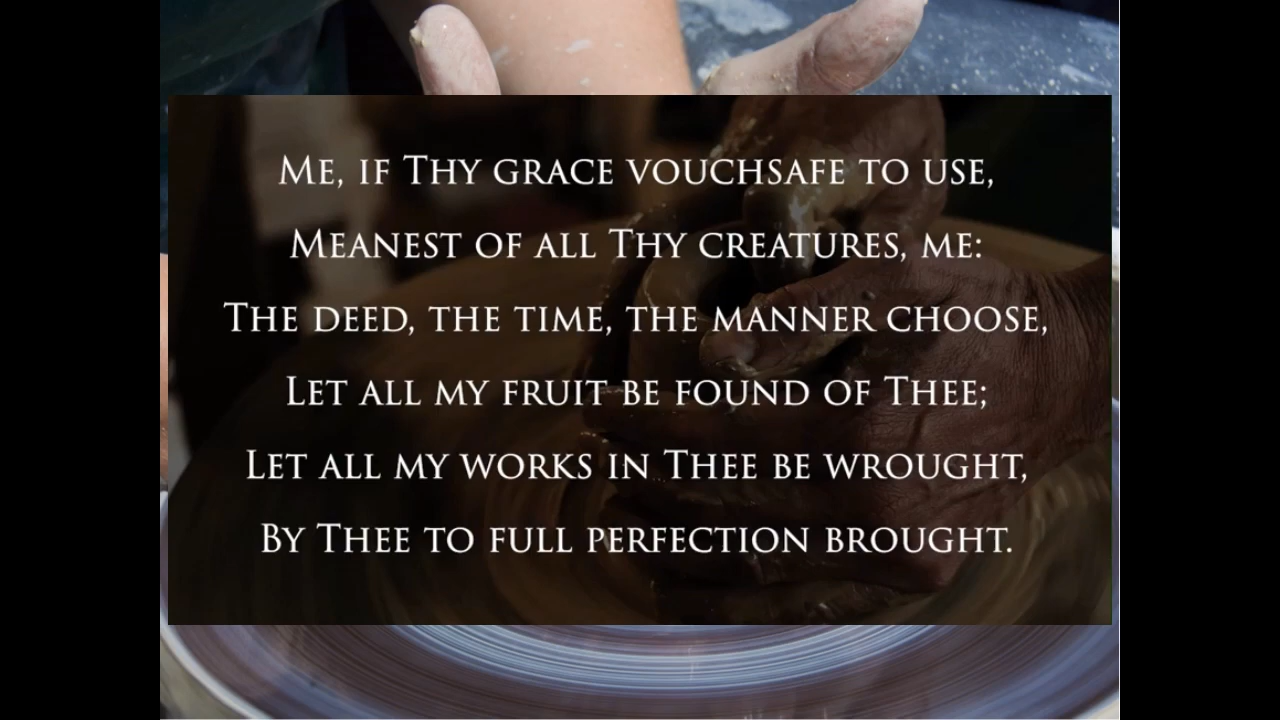 Me, if Thy grace vouchsafe to use,
Meanest of all Thy creatures, me:
The deed, the time, the manner choose,
Let all my fruit be found of Thee;
Let all my works in Thee be wrought,
By Thee to full perfection brought.